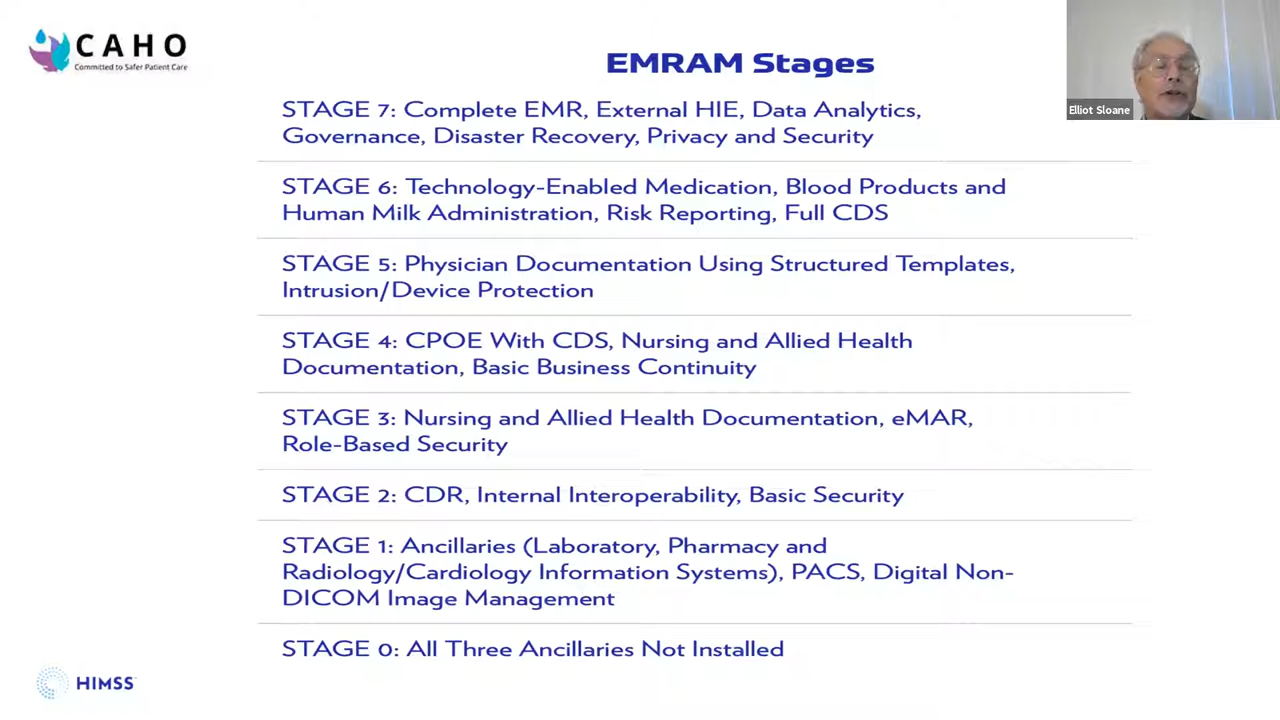 CAHO
Committed to Safer Patient Care
EMRAM Stages
Elliot Sloane
STAGE 7: Complete EMR, External HIE, Data Analytics,
Governance, Disaster Recovery, Privacy and Security
STAGE 6: Technology-Enabled Medication, Blood Products and
Human Milk Administration, Risk Reporting, Full CDS
STAGE 5: Physician Documentation Using Structured Templates,
Intrusion/Device Protection
STAGE 4: CPOE With CDS, Nursing and Allied Health
Documentation, Basic Business Continuity
STAGE 3: Nursing and Allied Health Documentation, eMAR,
Role-Based Security
STAGE 2: CDR, Internal Interoperability, Basic Security
STAGE 1: Ancillaries (Laboratory, Pharmacy and
Radiology/Cardiology Information Systems), PACS, Digital Non-
DICOM Image Management
STAGE 0: All Three Ancillaries Not Installed
HIMSS